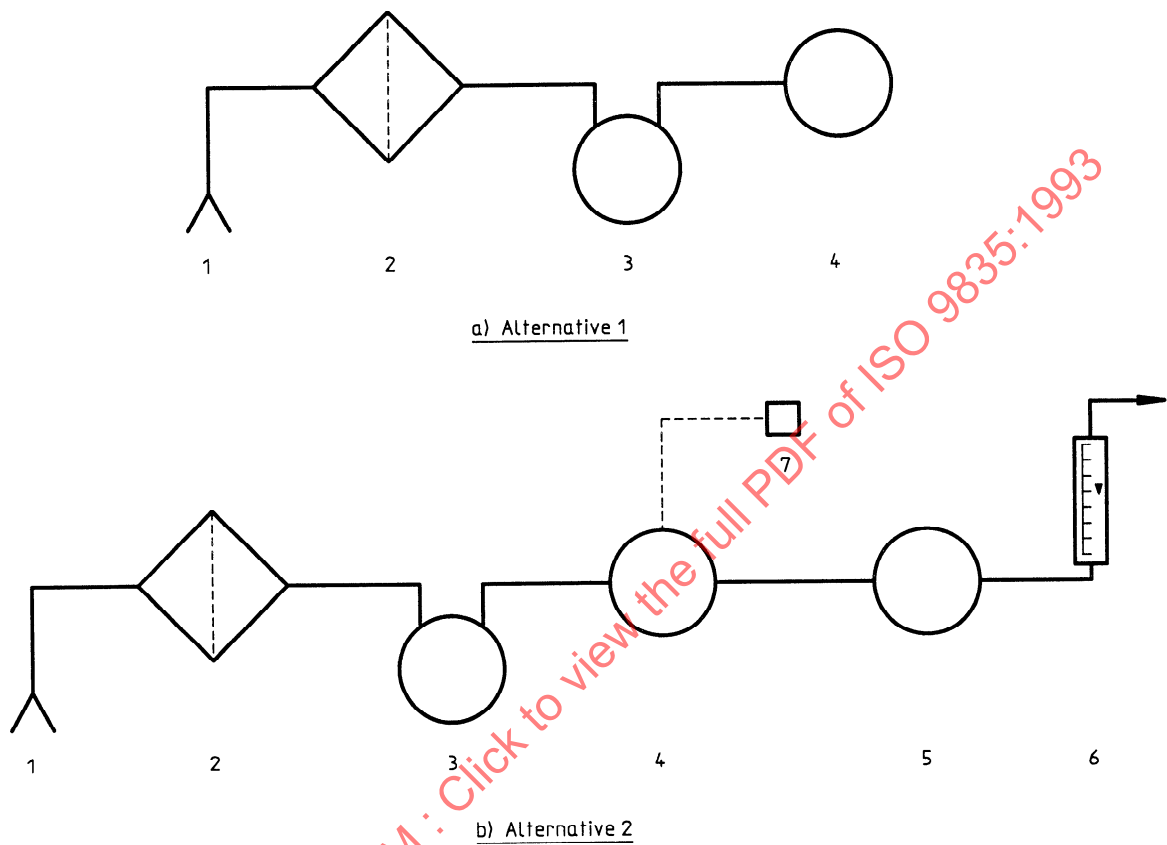 1 2 3 4
a) Alternative 1
7
1 2 3 4 5 6
b) Alternative 2
M : Click to view the full PDF of ISO 9835:1993